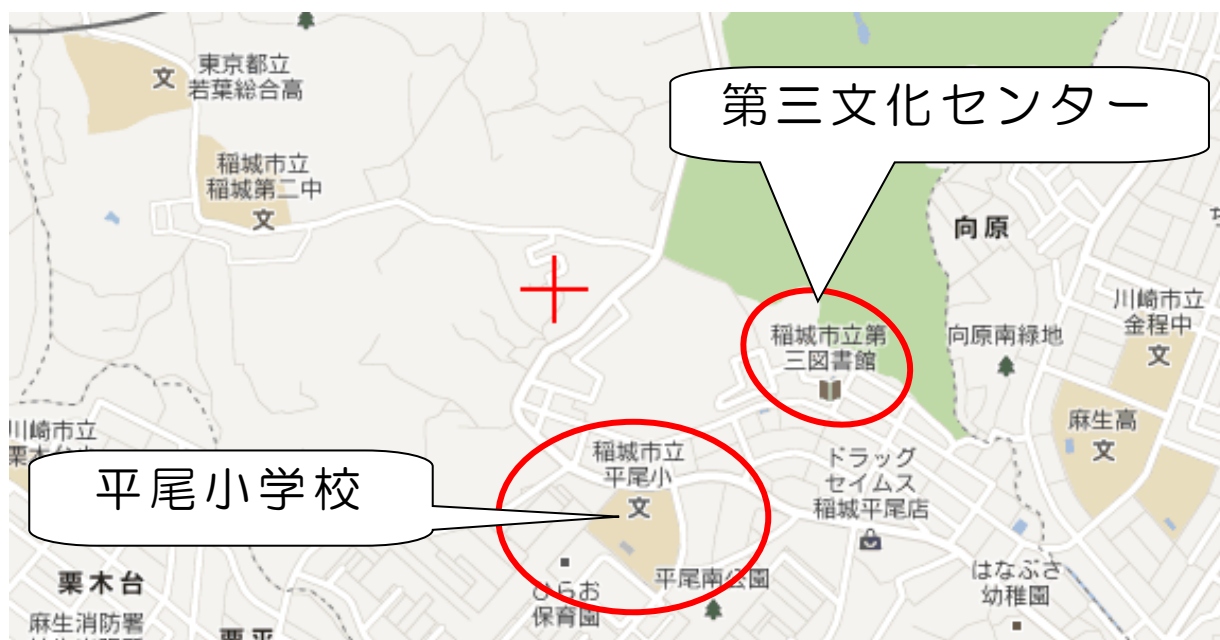 東京都立
若葉総合高
文
第三文化センター
稲城市立
稲城第二中
文
向原
川崎市立
金程中
文
稲城市立第
三図書館
向原南緑地
麻生高
文
川崎市立
稲城市立
平尾小
文
ドラッグ
セイムス
稲城平尾店
平尾小学校
栗木台
ひらお
保育園
平尾南公園
はなぶさ
幼稚園
麻生消防署
栗平